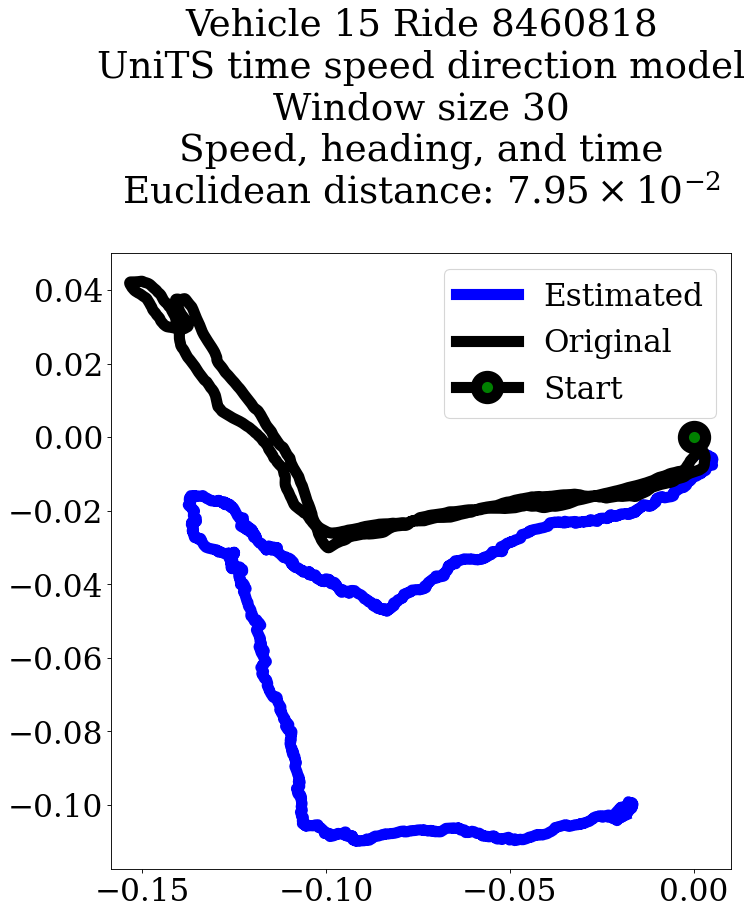 Vehicle 15 Ride 8460818
UniTS time speed direction model
Window size 30
Speed, heading, and time
Euclidean distance: 7.95 × 10⁻²
Estimated
Original
Start
0.04
0.02
0.00
−0.02
−0.04
−0.06
−0.08
−0.10
−0.15
−0.10
−0.05
0.00